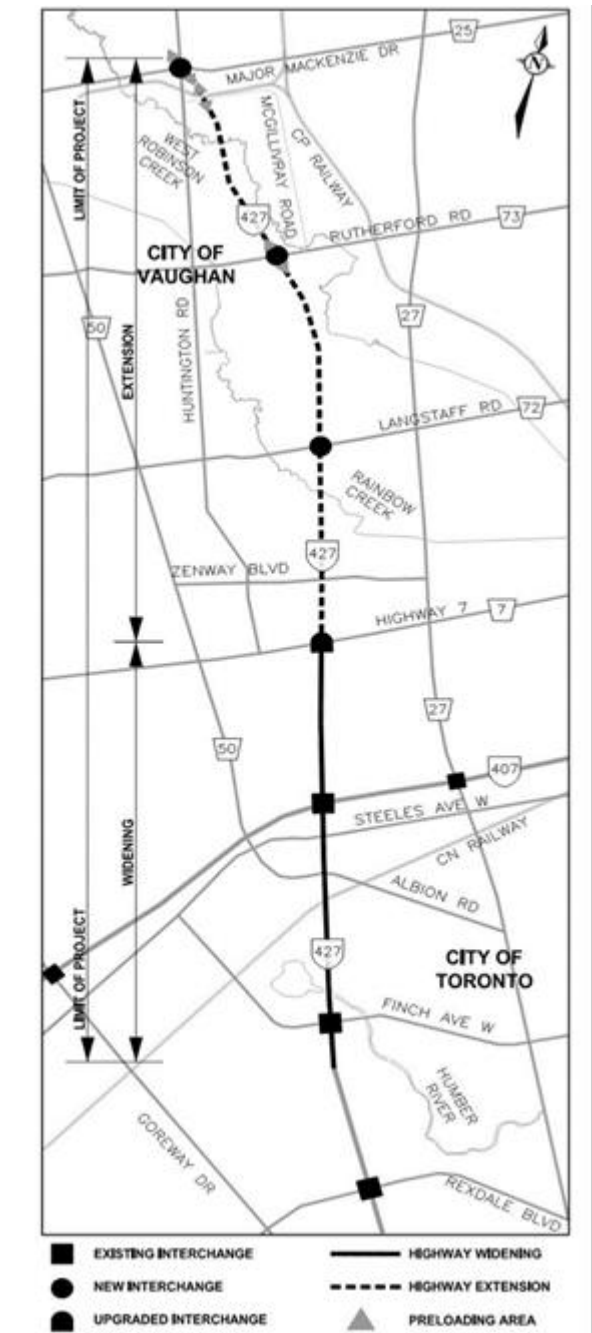 25
MAJOR MACKENZIE DR
N
LIMIT OF PROJECT
WEST
ROBINSON
CREEK
MCGILLIVRAY ROAD
CP RAILWAY
427
RUTHERFORD RD
73
CITY OF
VAUGHAN
50
EXTENSION
HUNTINGTON RD
27
LANGSTAFF RD
72
RAINBOW
CREEK
427
ZENWAY BLVD
HIGHWAY 7
7
27
50
407
STEELES AVE W
CN RAILWAY
WIDENING
ALBION RD
427
CITY OF
TORONTO
LIMIT OF PROJECT
FINCH AVE W
HUMBER
RIVER
GOREWAY DR
REXDALE BLVD
EXISTING INTERCHANGE
HIGHWAY WIDENING
NEW INTERCHANGE
HIGHWAY EXTENSION
UPGRADED INTERCHANGE
PRELOADING AREA